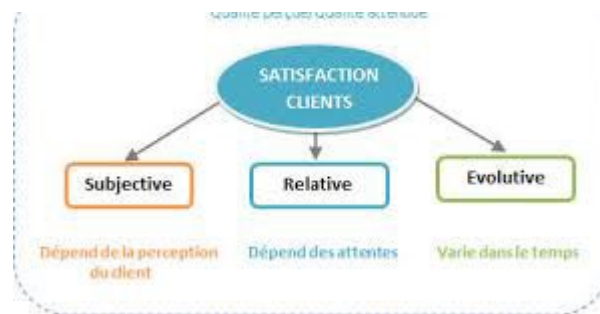 Qualité perçue/ Qualité attendue
SATISFACTION
CLIENTS
Subjective
Relative
Evolutive
Dépend de la perception
du client
Dépend des attentes
Varie dans le temps